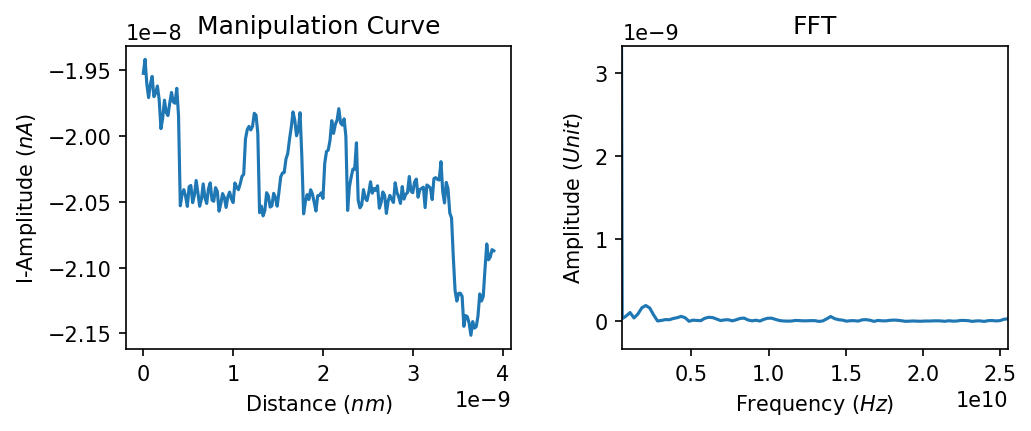 Manipulation Curve
1e−8
I-Amplitude (nA)
−1.95
−2.00
−2.05
−2.10
−2.15
0 1 2 3 4
1e−9
Distance (nm)
FFT
1e−9
Amplitude (Unit)
3
2
1
0
0.5 1.0 1.5 2.0 2.5
1e10
Frequency (Hz)